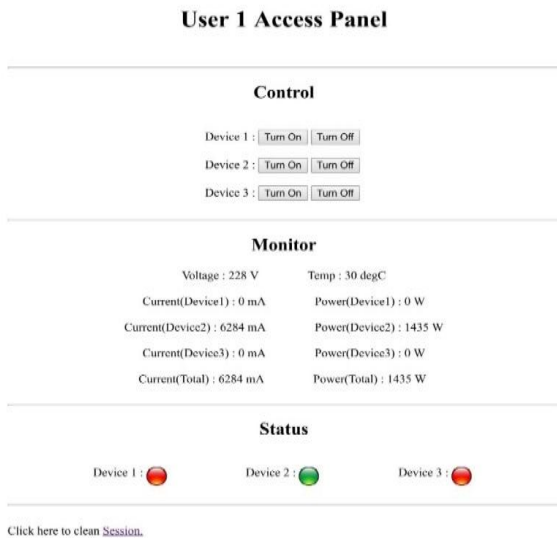 User 1 Access Panel
Control
Device 1 : Turn On Turn Off
Device 2 : Turn On Turn Off
Device 3 : Turn On Turn Off
Monitor
Voltage : 228 V Temp : 30 degC
Current(Device1) : 0 mA Power(Device1) : 0 W
Current(Device2) : 6284 mA Power(Device2) : 1435 W
Current(Device3) : 0 mA Power(Device3) : 0 W
Current(Total) : 6284 mA Power(Total) : 1435 W
Status
Device 1 : Device 2 : Device 3 :
Click here to clean Session.